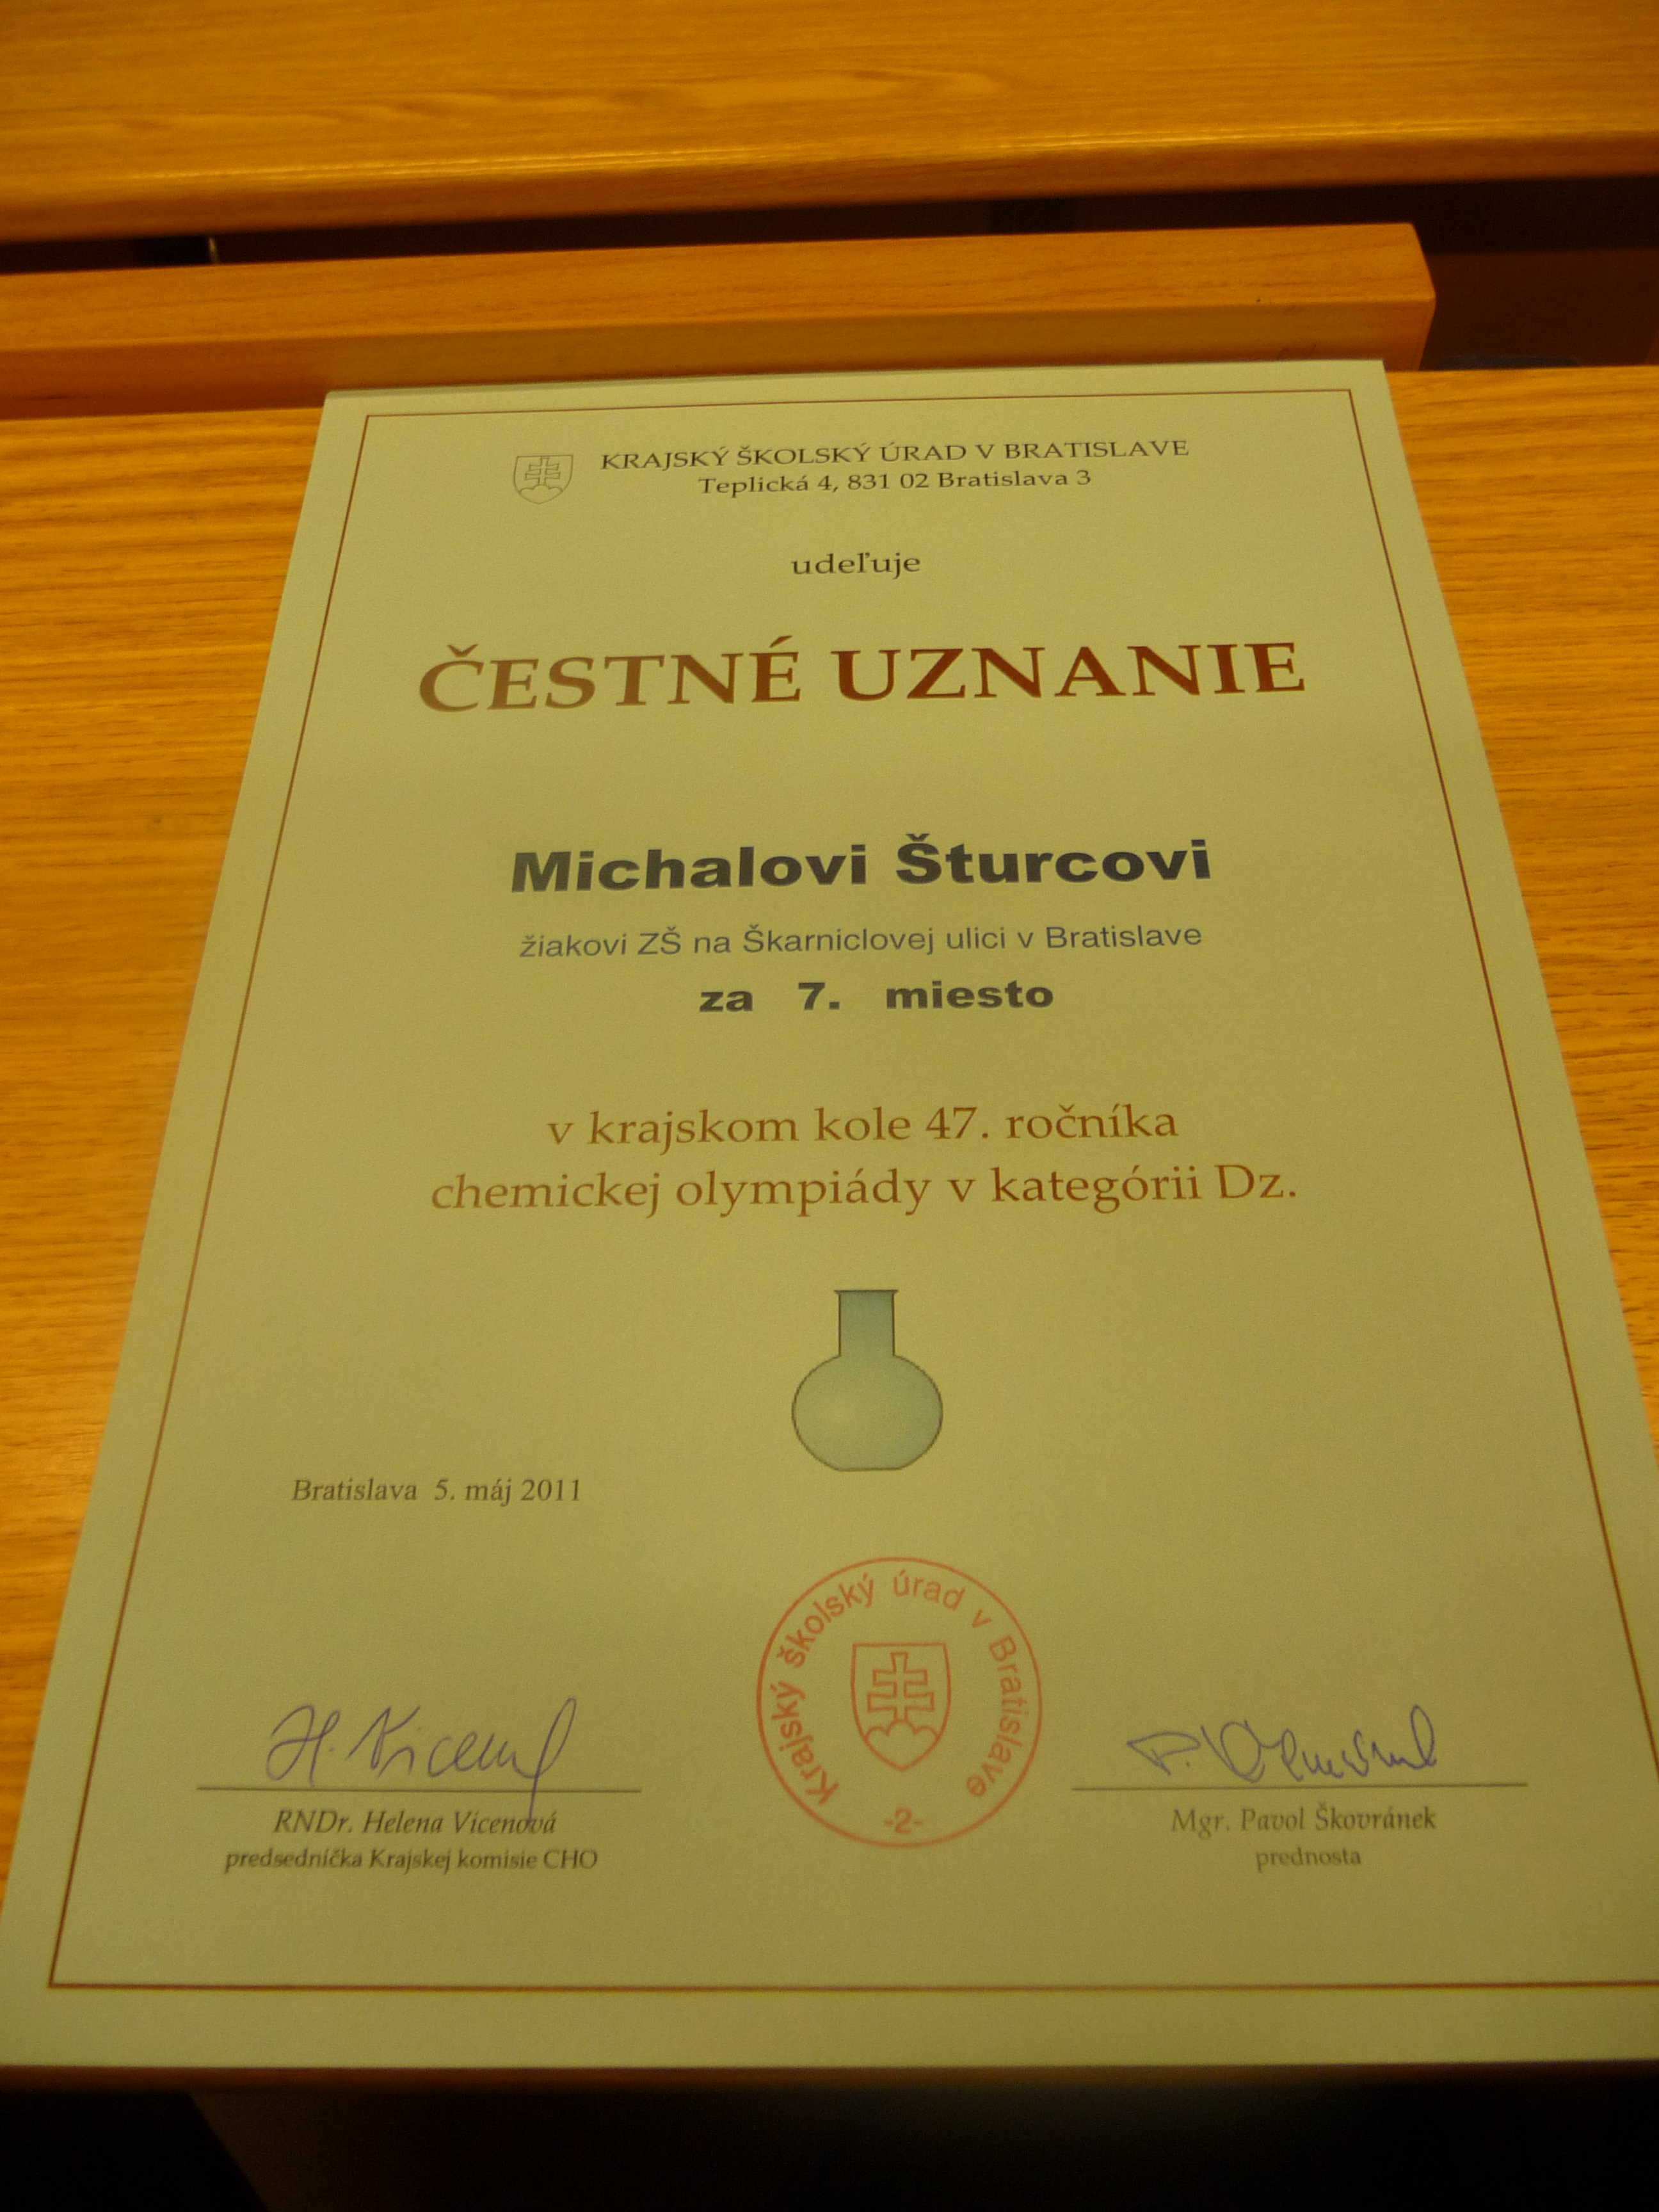 KRAJSKÝ ŠKOLSKÝ ÚRAD V BRATISLAVE
Teplická 4, 831 02 Bratislava 3
udeľuje
ČESTNÉ UZNANIE
Michalovi Šturcovi
žiakovi ZŠ na Škarniclovej ulici v Bratislave
za 7. miesto
v krajskom kole 47. ročníka
chemickej olympiády v kategórii Dz.
Bratislava 5. máj 2011
Krajský školský úrad v Bratislave
-2-
RNDr. Helena Vicenová
predsedníčka Krajskej komisie CHO
Mgr. Pavol Škovránek
prednosta